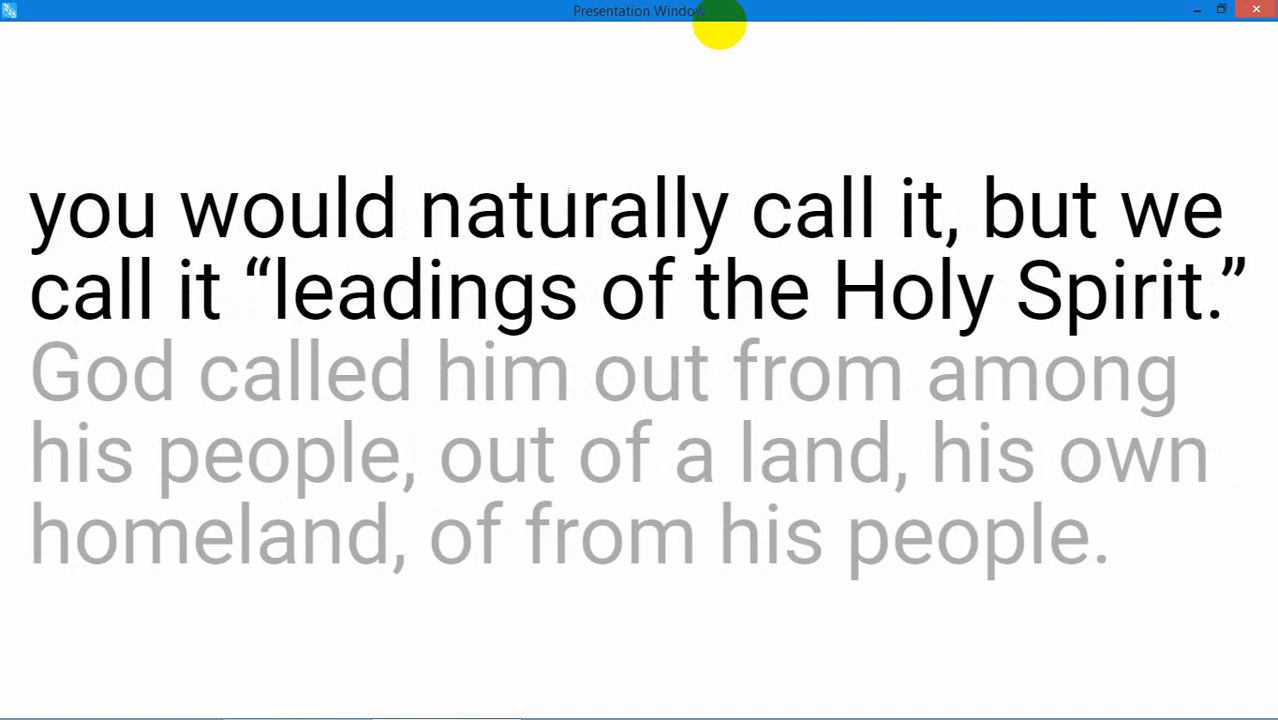 Presentation Window
you would naturally call it, but we
call it “leadings of the Holy Spirit.”
God called him out from among
his people, out of a land, his own
homeland, of from his people.